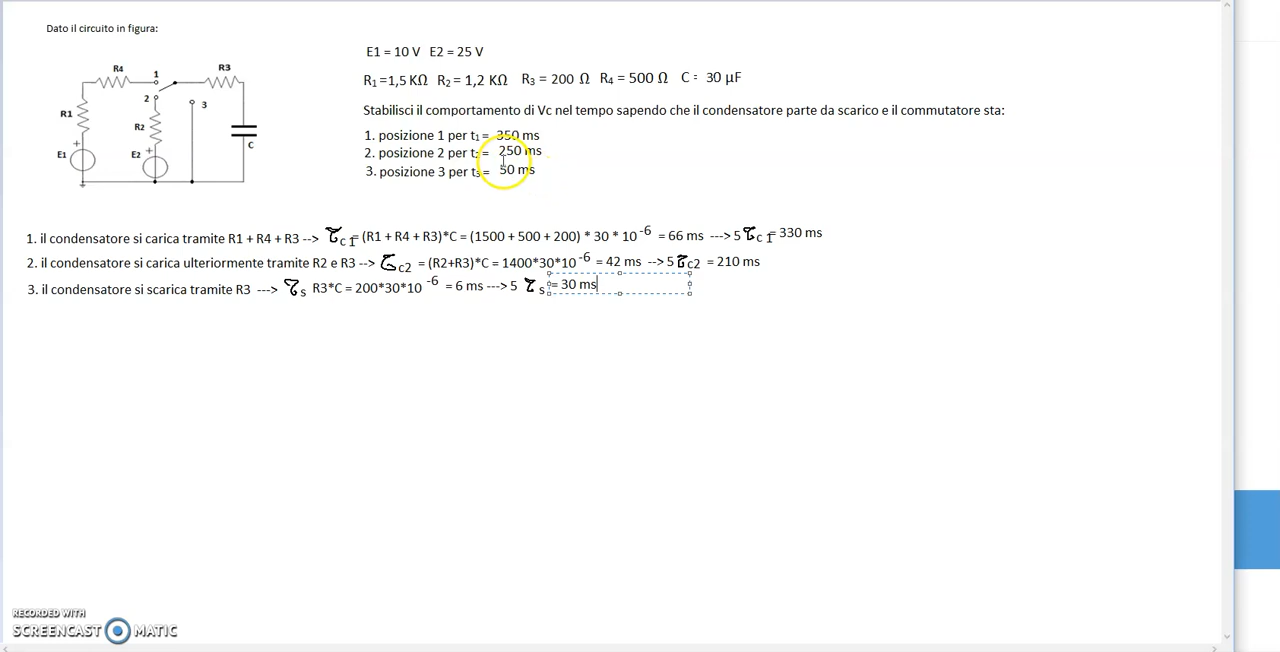 Dato il circuito in figura:
E1 = 10 V E2 = 25 V
R1 =1,5 KΩ R2 = 1,2 KΩ R3 = 200 Ω R4 = 500 Ω C = 30 µF
Stabilisci il comportamento di Vc nel tempo sapendo che il condensatore parte da scarico e il commutatore sta:
1. posizione 1 per t1 = 350 ms
2. posizione 2 per t2 = 250 ms
3. posizione 3 per t3 = 50 ms
R4
1
R3
2
3
R1
R2
+
C
E1
E2
+
1. il condensatore si carica tramite R1 + R4 + R3 --> τc1 = (R1 + R4 + R3)*C = (1500 + 500 + 200) * 30 * 10 -6 = 66 ms ---> 5 τc1 = 330 ms
2. il condensatore si carica ulteriormente tramite R2 e R3 --> τc2 = (R2+R3)*C = 1400*30*10 -6 = 42 ms --> 5 τc2 = 210 ms
3. il condensatore si scarica tramite R3 ---> τs R3*C = 200*30*10 -6 = 6 ms ---> 5 τs = 30 ms
RECORDED WITH
SCREENCAST MATIC